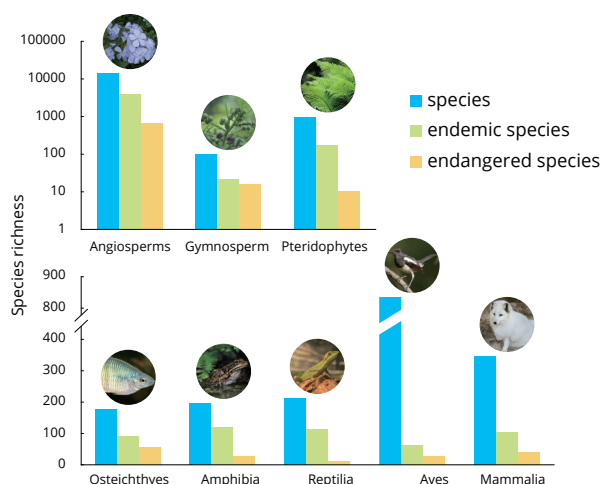 100000
10000
1000
100
10
1
Angiosperms Gymnosperm Pteridophytes
species
endemic species
endangered species
Species richness
900
800
400
300
200
100
0
Osteichthves Amphibia Reptilia Aves Mammalia